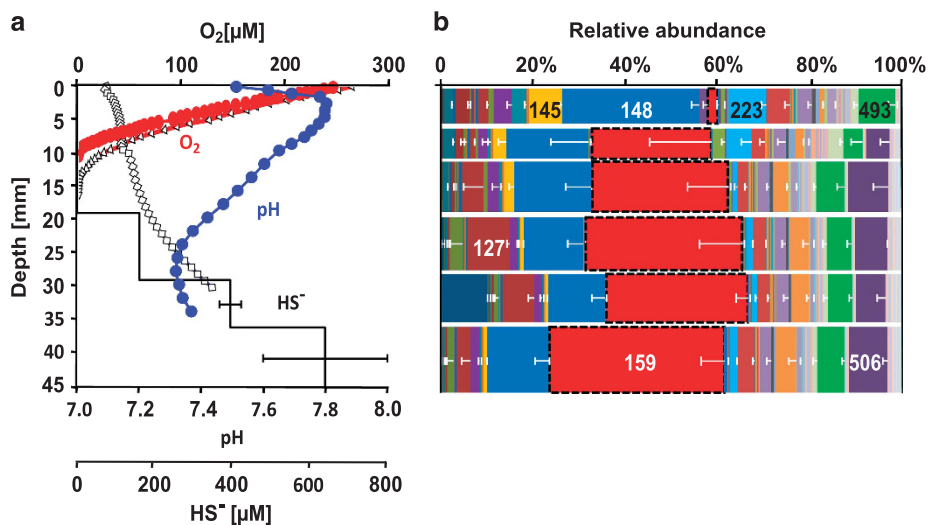 a
O₂[µM]
0 100 200 300
Depth [mm]
0
5
10
15
20
25
30
35
40
45
O₂
pH
HS⁻
7.0 7.2 7.4 7.6 7.8 8.0
pH
0 200 400 600 800
HS⁻[µM]
b
Relative abundance
0% 20% 40% 60% 80% 100%
145 148 223 493
127
159 506